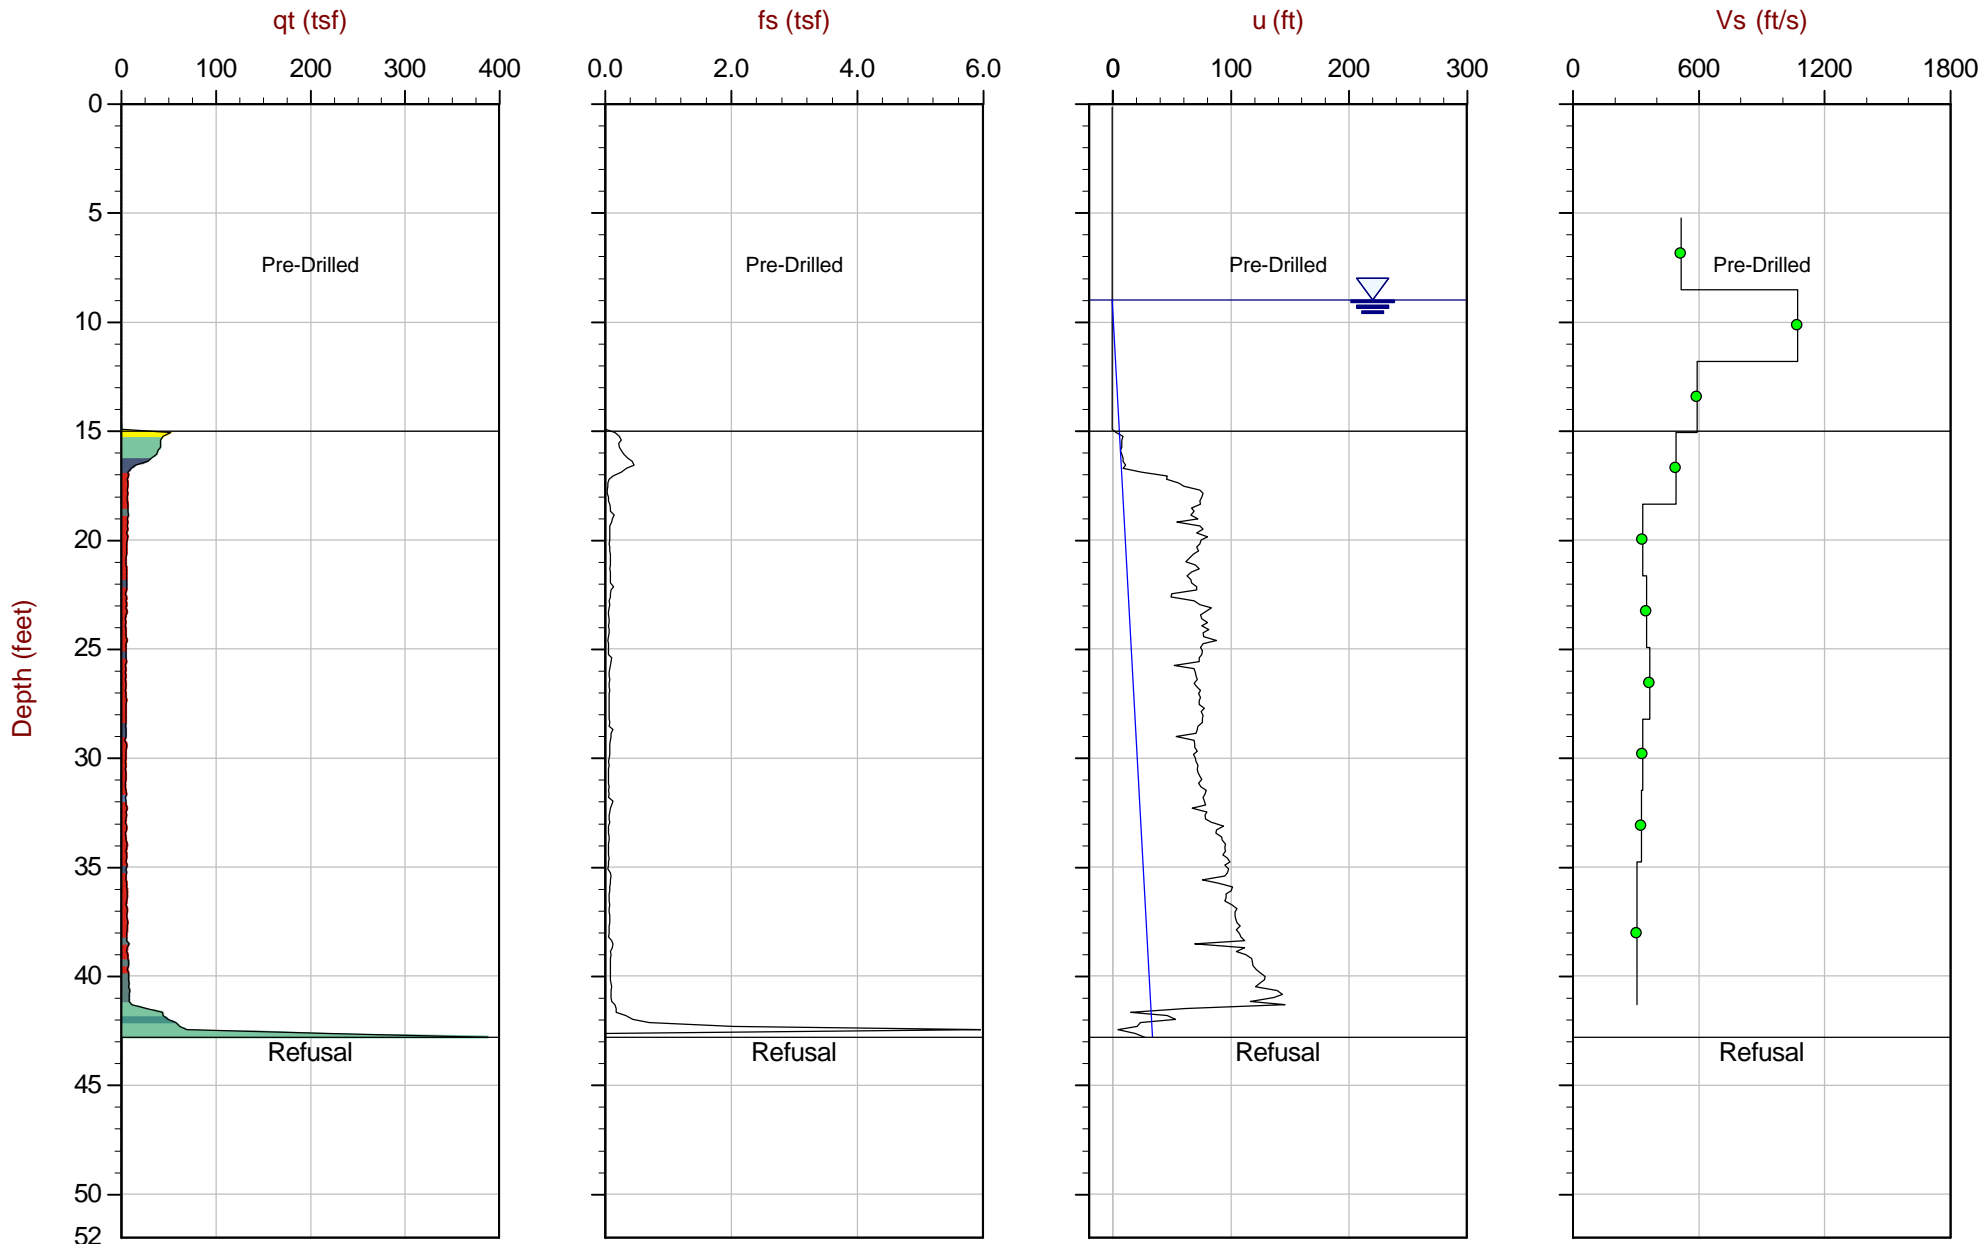 qt (tsf) fs (tsf) u (ft) Vs (ft/s)
0 100 200 300 400 0.0 2.0 4.0 6.0 0 100 200 300 0 600 1200 1800
0
5
Pre-Drilled Pre-Drilled Pre-Drilled Pre-Drilled
10
15
20
25
Depth (feet)
30
35
40
Refusal Refusal Refusal Refusal
45
50
52